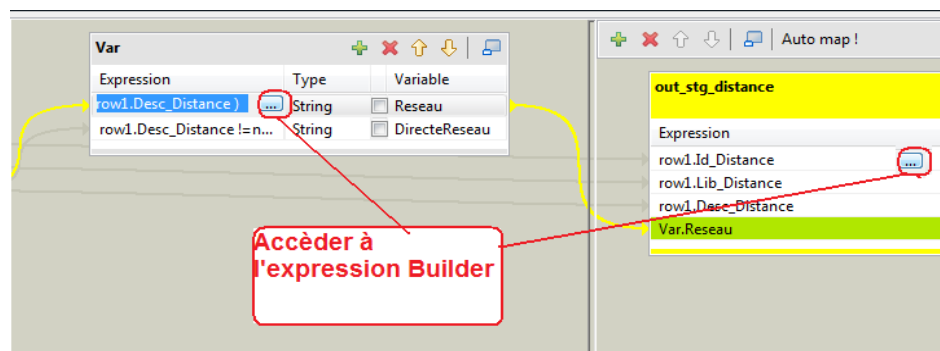 Var
Expression Type Variable
row1.Desc_Distance ) ... String Reseau
row1.Desc_Distance !=n... String DirecteReseau
Auto map !
out_stg_distance
Expression
row1.Id_Distance ...
row1.Lib_Distance
row1.Desc_Distance
Var.Reseau
Accèder à
l'expression Builder